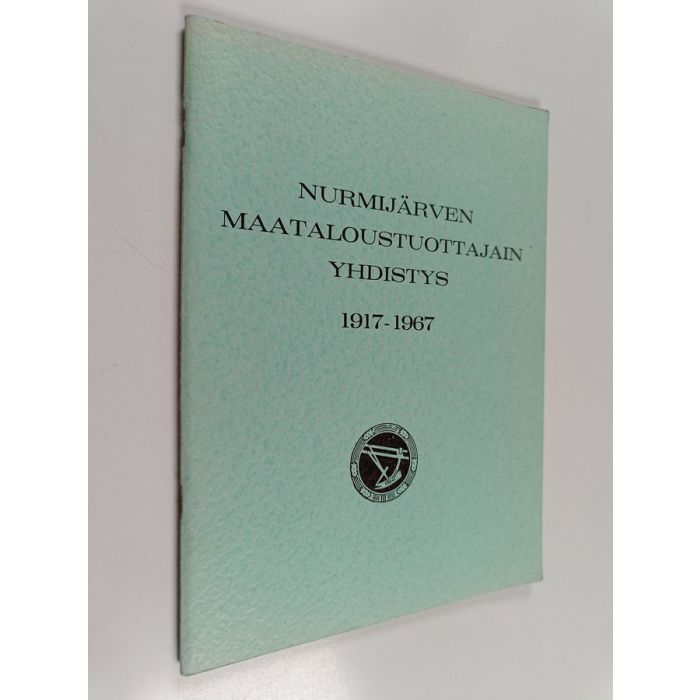 NURMIJÄRVEN
MAATALOUSTUOTTAJAIN
YHDISTYS
1917-1967